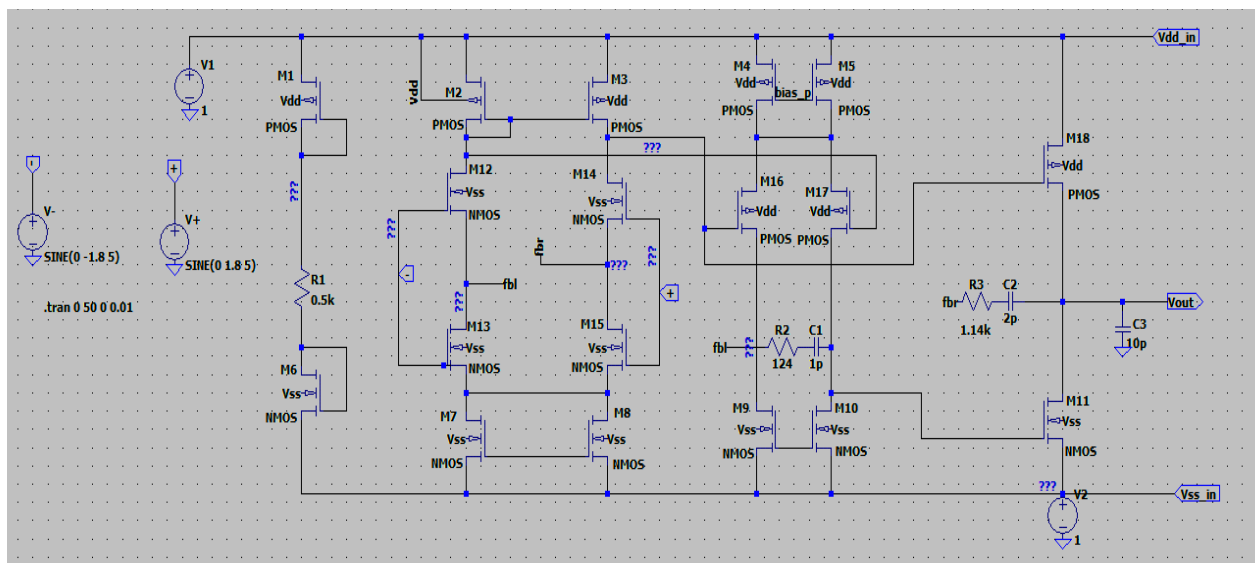 V1
1
Vdd_in
M1
Vdd
PMOS
Vdd
M2
PMOS
M3
Vdd
PMOS
M4
Vdd
bias_p
PMOS
M5
Vdd
PMOS
???
-
V-
SINE(0 -1.8 5)
+
V+
SINE(0 1.8 5)
.tran 0 50 0 0.01
???
R1
0.5k
M6
Vss
NMOS
M12
Vss
NMOS
???
-
fbl
???
M13
Vss
NMOS
M14
Vss
NMOS
fbr
???
???
+
M15
Vss
NMOS
M7
Vss
NMOS
M8
Vss
NMOS
M16
Vdd
PMOS
M17
Vdd
PMOS
fbl
???
R2
124
C1
1p
M9
Vss
NMOS
M10
Vss
NMOS
M18
Vdd
PMOS
fbr
R3
1.14k
C2
2p
Vout
C3
10p
M11
Vss
NMOS
???
Vss_in
V2
1